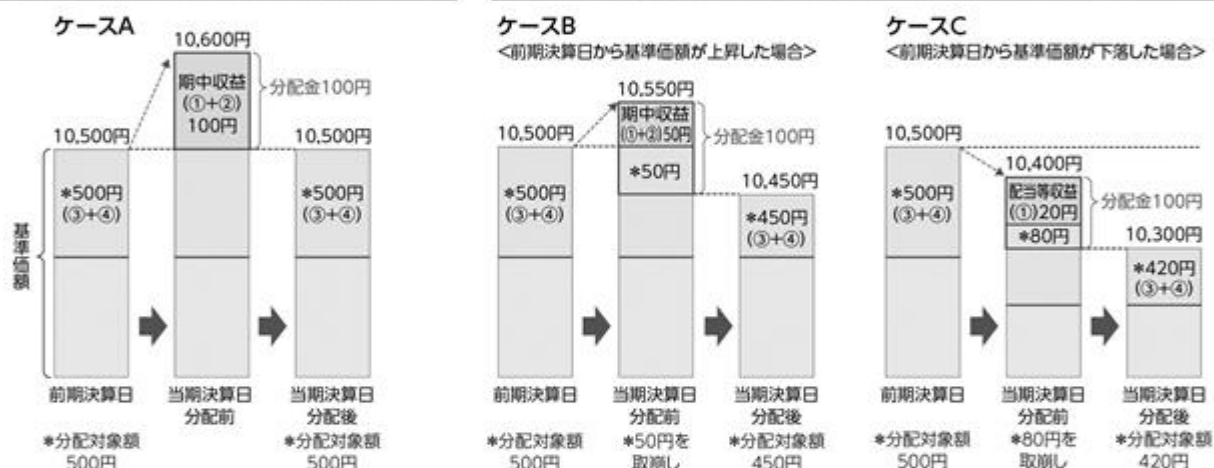 ケースA
10,600円
期中収益
(①+②)
100円
分配金100円
10,500円
10,500円
*500円
(③+④)
*500円
(③+④)
基準価額
前期決算日
当期決算日
分配前
当期決算日
分配後
*分配対象額
500円
*分配対象額
500円
ケースB
<前期決算日から基準価額が上昇した場合>
10,550円
期中収益
(①+②)50円
分配金100円
10,500円
*50円
10,450円
*500円
(③+④)
*450円
(③+④)
前期決算日
当期決算日
分配前
当期決算日
分配後
*分配対象額
500円
*50円を
取崩し
*分配対象額
450円
ケースC
<前期決算日から基準価額が下落した場合>
10,500円
10,400円
配当等収益
(①)20円
分配金100円
*80円
10,300円
*500円
(③+④)
*420円
(③+④)
前期決算日
当期決算日
分配前
当期決算日
分配後
*分配対象額
500円
*80円を
取崩し
*分配対象額
420円